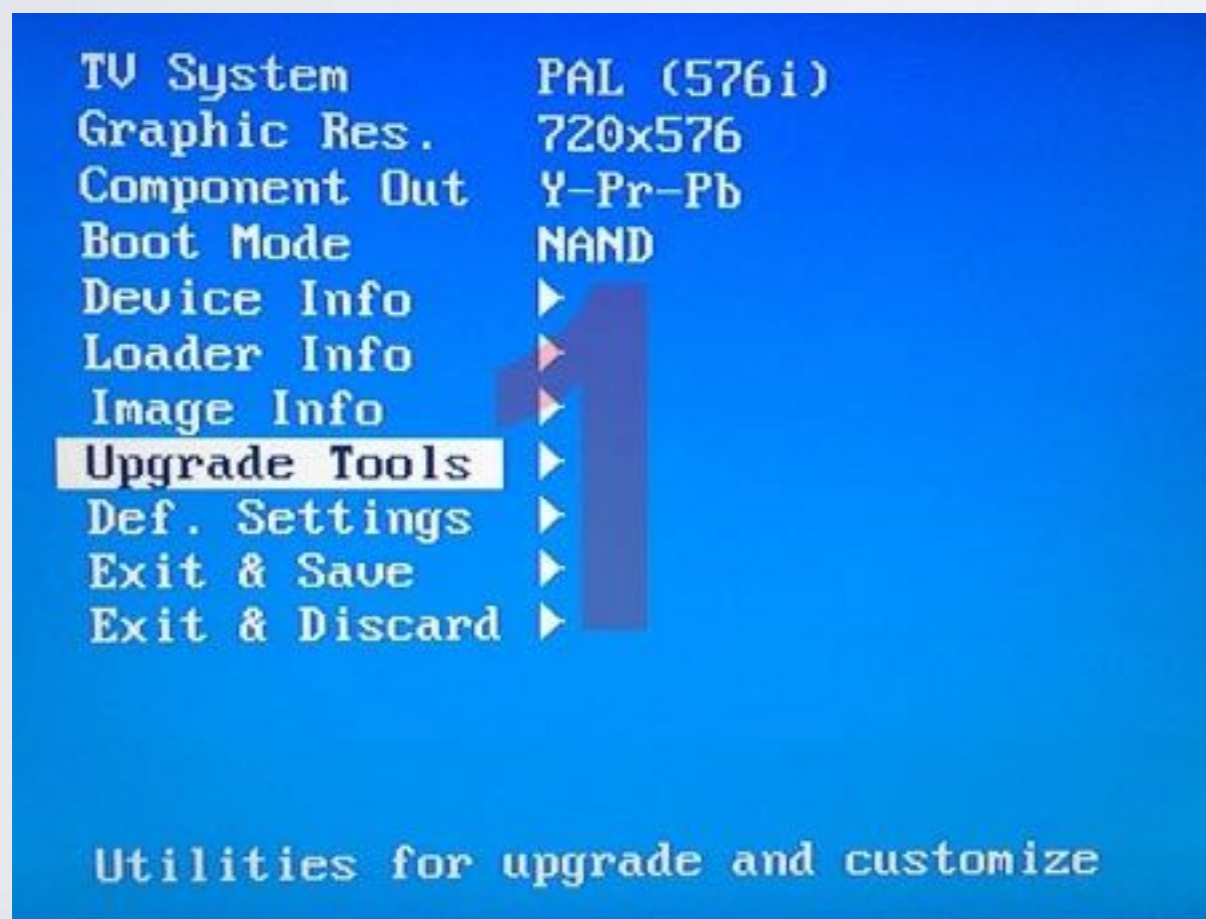 TV System PAL (576i)
Graphic Res. 720x576
Component Out Y-Pr-Pb
Boot Mode NAND
Device Info
Loader Info
Image Info
Upgrade Tools
Def. Settings
Exit & Save
Exit & Discard
1
Utilities for upgrade and customize